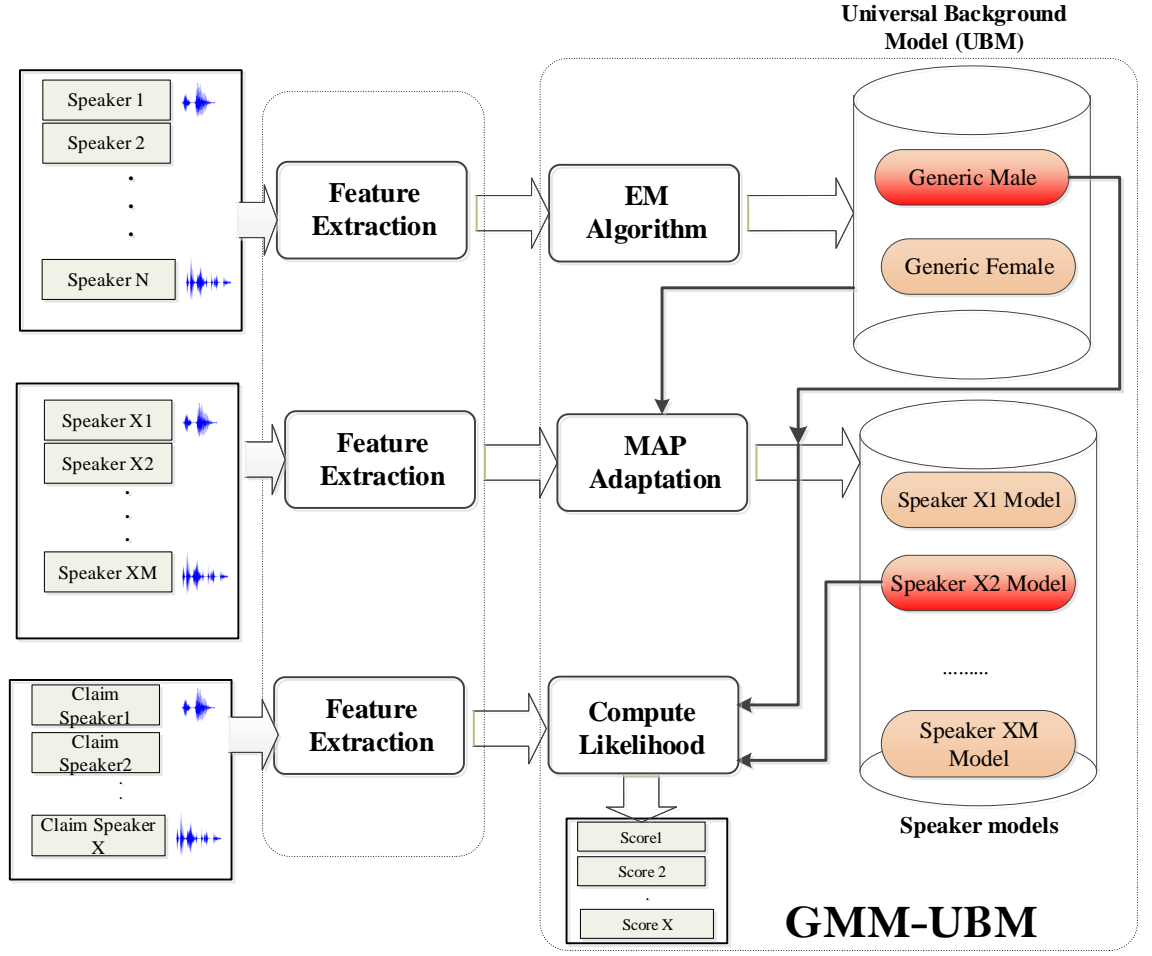 Universal Background
Model (UBM)
Speaker 1
Speaker 2
.
.
.
Speaker N
Feature
Extraction
EM
Algorithm
Generic Male
Generic Female
Speaker X1
Speaker X2
.
.
.
Speaker XM
Feature
Extraction
MAP
Adaptation
Speaker X1 Model
Speaker X2 Model
.........
Speaker XM
Model
Speaker models
Claim
Speaker1
Claim
Speaker2
.
.
Claim Speaker
X
Feature
Extraction
Compute
Likelihood
Score1
Score 2
.
Score X
GMM-UBM